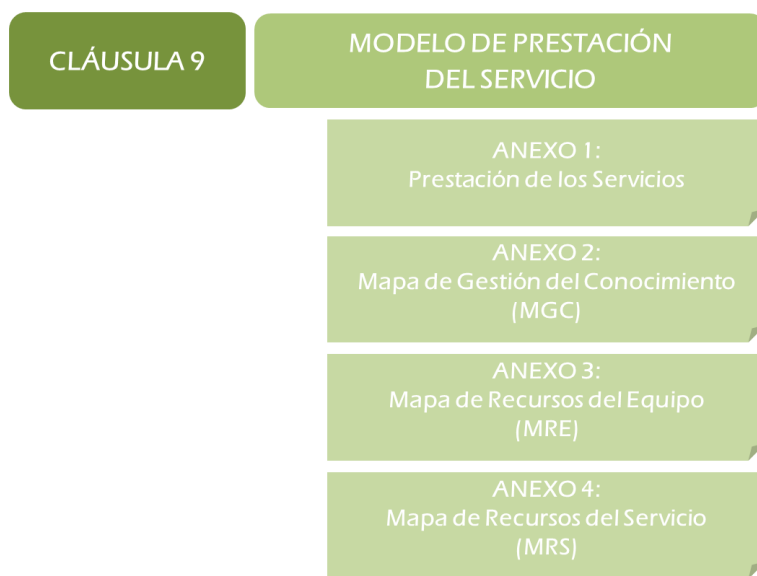 CLÁUSULA 9
MODELO DE PRESTACIÓN
DEL SERVICIO
ANEXO 1:
Prestación de los Servicios
ANEXO 2:
Mapa de Gestión del Conocimiento
(MGC)
ANEXO 3:
Mapa de Recursos del Equipo
(MRE)
ANEXO 4:
Mapa de Recursos del Servicio
(MRS)